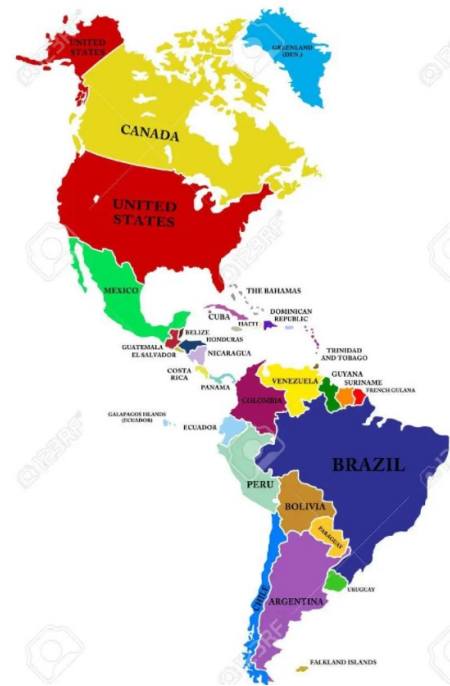 UNITED
STATES
GREENLAND
(DEN.)
CANADA
UNITED
STATES
MEXICO
THE BAHAMAS
CUBA
HAITI
DOMINICAN
REPUBLIC
BELIZE
GUATEMALA
HONDURAS
EL SALVADOR
NICARAGUA
COSTA
RICA
PANAMA
TRINIDAD
AND TOBAGO
VENEZUELA
GUYANA
SURINAME
FRENCH GUIANA
COLOMBIA
GALAPAGOS ISLANDS
(ECUADOR)
ECUADOR
BRAZIL
PERU
BOLIVIA
PARAGUAY
CHILE
URUGUAY
ARGENTINA
FALKLAND ISLANDS
123RF